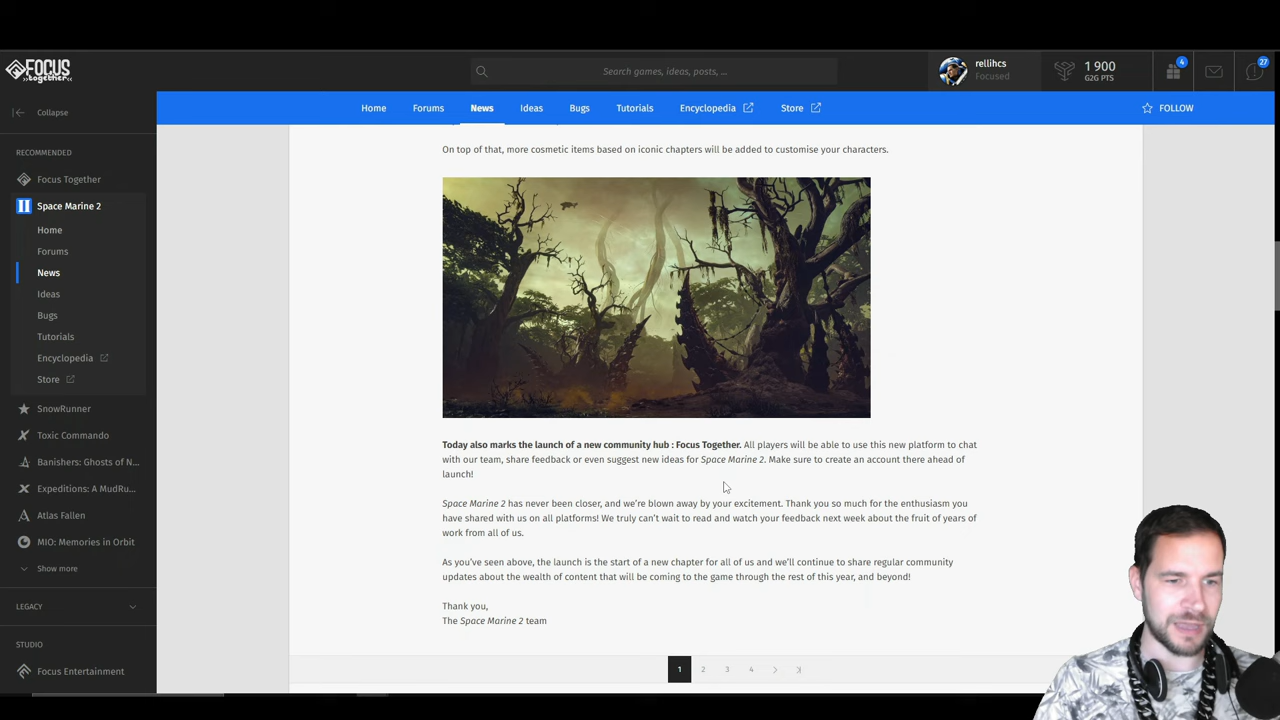 FOCUS
together
Search games, ideas, posts, ...
rellihcs
Focused
1 900
G2G PTS
4
27
Collapse
Home
Forums
News
Ideas
Bugs
Tutorials
Encyclopedia
Store
FOLLOW
RECOMMENDED
Focus Together
Space Marine 2
Home
Forums
News
Ideas
Bugs
Tutorials
Encyclopedia
Store
SnowRunner
Toxic Commando
Banishers: Ghosts of N...
Expeditions: A MudRu...
Atlas Fallen
MIO: Memories in Orbit
Show more
LEGACY
STUDIO
Focus Entertainment
On top of that, more cosmetic items based on iconic chapters will be added to customise your characters.
Today also marks the launch of a new community hub : Focus Together. All players will be able to use this new platform to chat
with our team, share feedback or even suggest new ideas for Space Marine 2. Make sure to create an account there ahead of
launch!
Space Marine 2 has never been closer, and we're blown away by your excitement. Thank you so much for the enthusiasm you
have shared with us on all platforms! We truly can't wait to read and watch your feedback next week about the fruit of years of
work from all of us.
As you've seen above, the launch is the start of a new chapter for all of us and we'll continue to share regular community
updates about the wealth of content that will be coming to the game through the rest of this year, and beyond!
Thank you,
The Space Marine 2 team
1 2 3 4